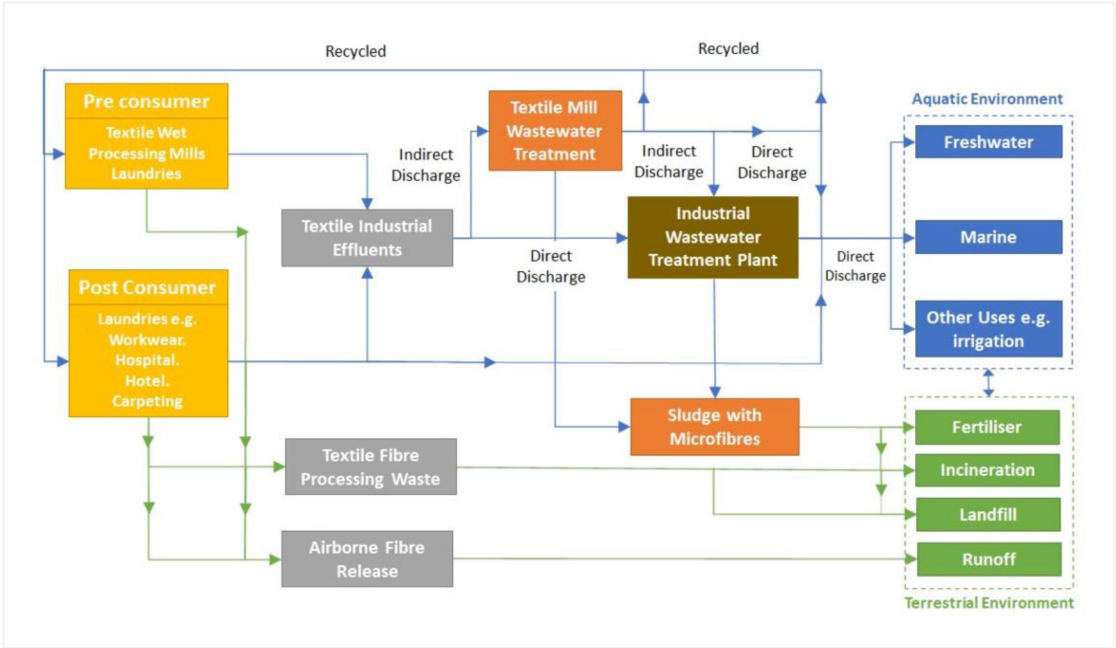 Recycled
Recycled
Pre consumer
Textile Wet
Processing Mills
Laundries
Indirect
Discharge
Textile Mill
Wastewater
Treatment
Indirect
Discharge
Direct
Discharge
Aquatic Environment
Freshwater
Textile Industrial
Effluents
Direct
Discharge
Industrial
Wastewater
Treatment Plant
Direct
Discharge
Marine
Post Consumer
Laundries e.g.
Workwear.
Hospital.
Hotel.
Carpeting
Other Uses e.g.
irrigation
Sludge with
Microfibres
Fertiliser
Textile Fibre
Processing Waste
Incineration
Landfill
Airborne Fibre
Release
Runoff
Terrestrial Environment